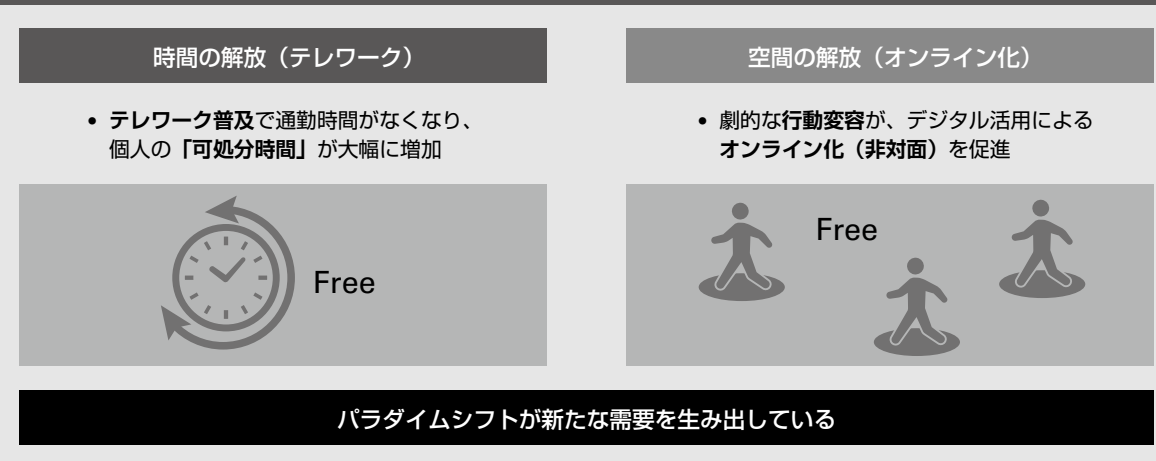 時間の解放（テレワーク）
• テレワーク普及で通勤時間がなくなり、
個人の「可処分時間」が大幅に増加
Free
空間の解放（オンライン化）
• 劇的な行動変容が、デジタル活用による
オンライン化（非対面）を促進
Free
パラダイムシフトが新たな需要を生み出している